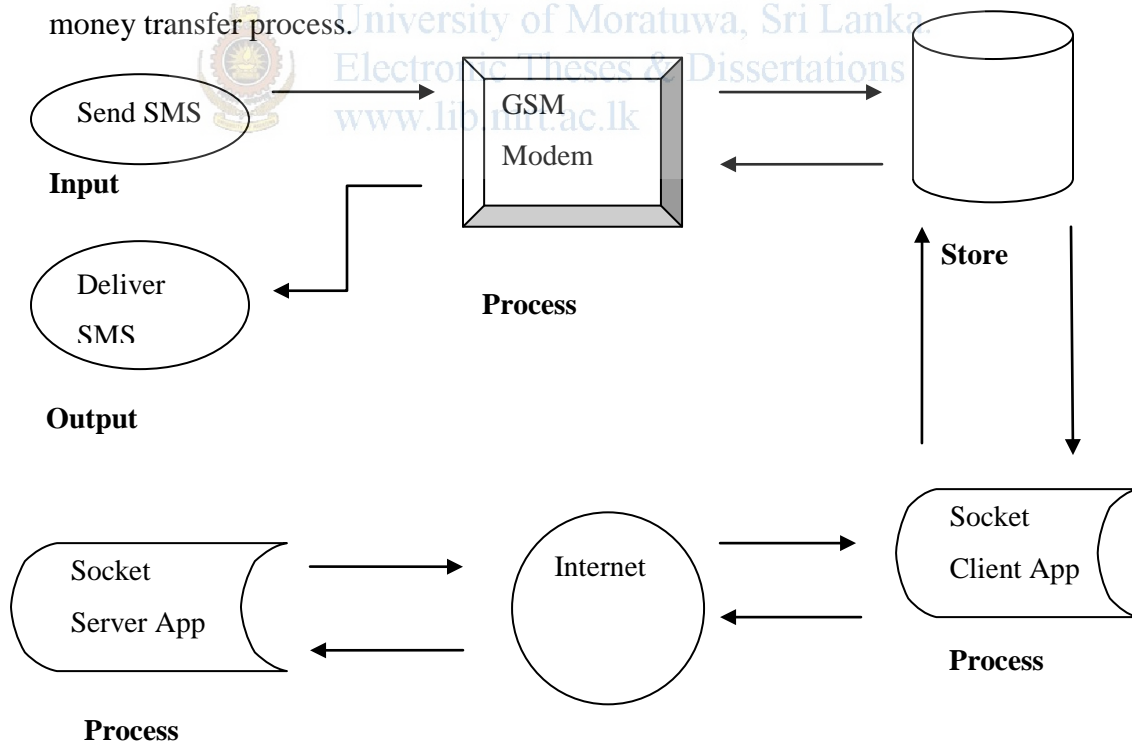 money transfer process.
University of Moratuwa, Sri Lanka.
Electronic Theses & Dissertations
www.lib.mrt.ac.lk
Send SMS
Input
GSM
Modem
Process
Store
Deliver
SMS
Output
Socket
Server App
Process
Internet
Socket
Client App
Process